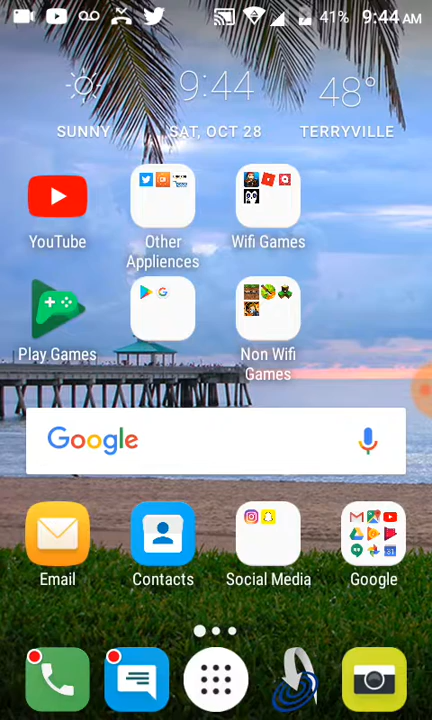 41% 9:44 AM
9:44 48°
SUNNY SAT, OCT 28 TERRYVILLE
YouTube Other Appliences Wifi Games
Play Games Non Wifi Games
Google
Email Contacts Social Media Google